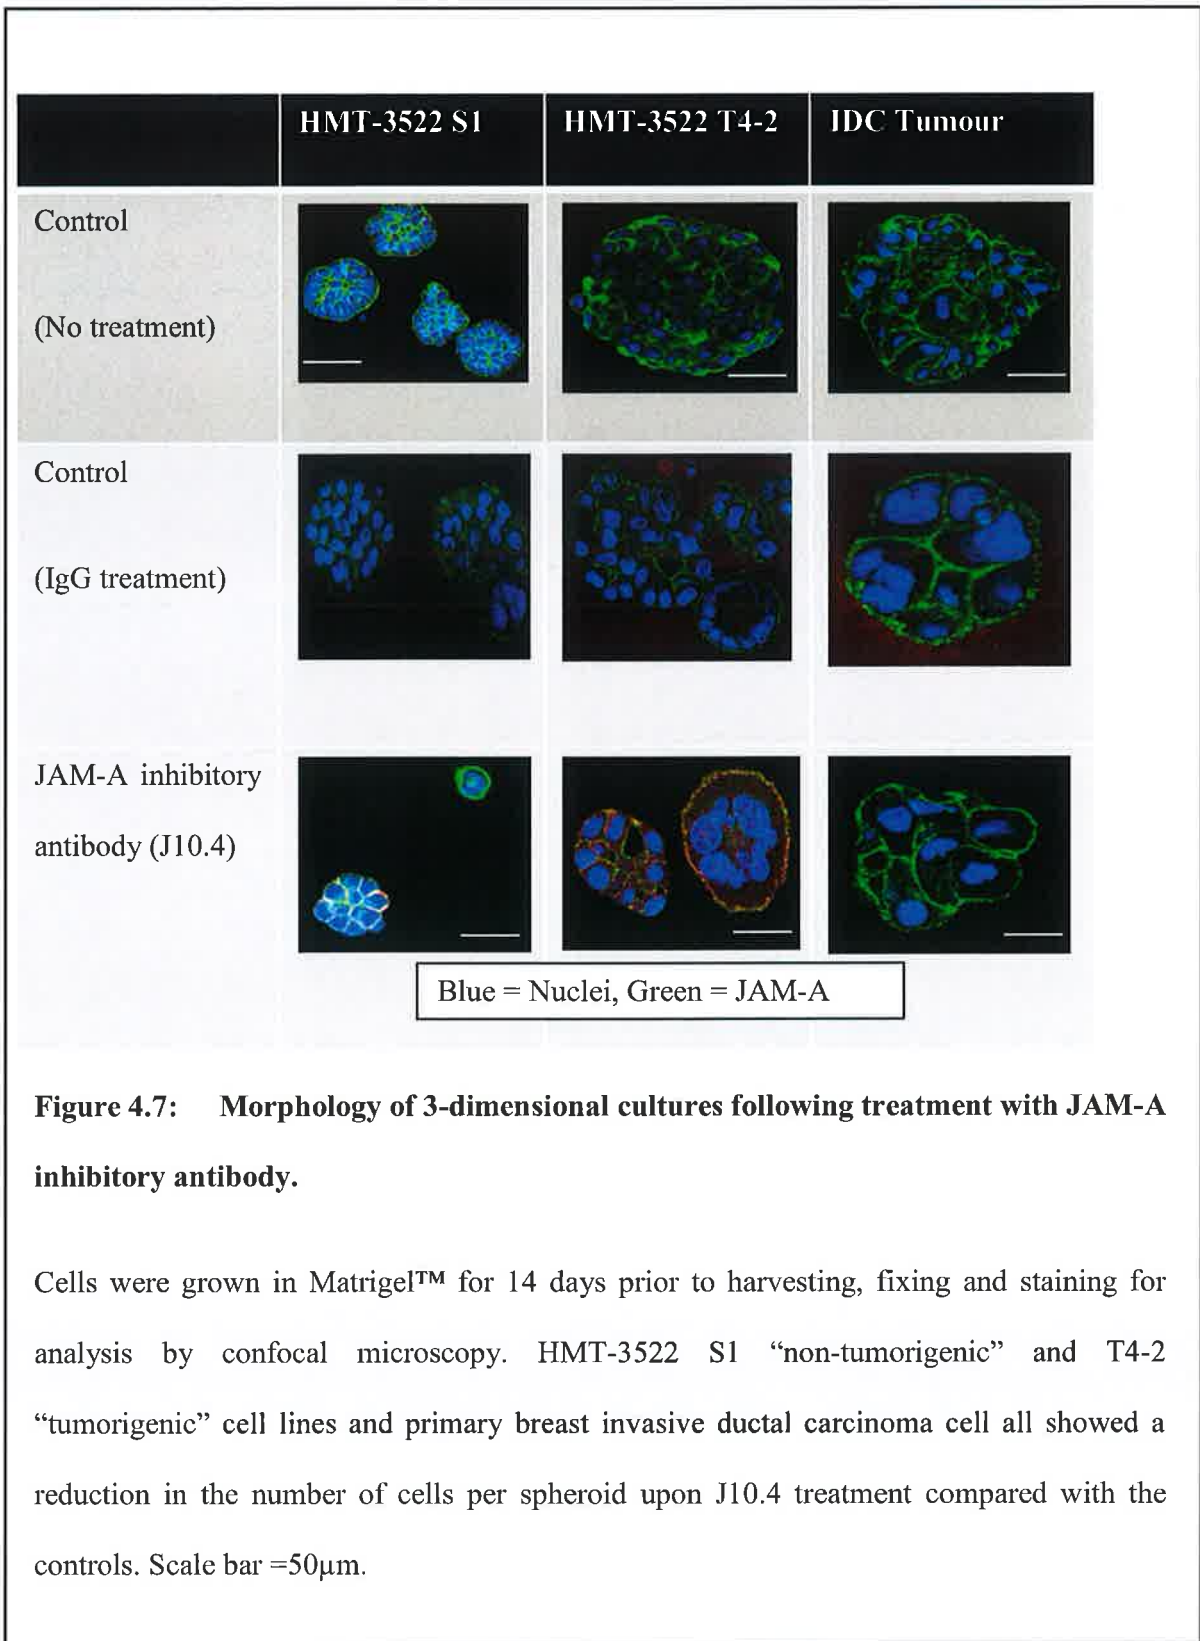 HMT-3522 S1 HMT-3522 T4-2 IDC Tumour
Control
(No treatment)
Control
(IgG treatment)
JAM-A inhibitory
antibody (J10.4)
Blue = Nuclei, Green = JAM-A
Figure 4.7: Morphology of 3-dimensional cultures following treatment with JAM-A
inhibitory antibody.
Cells were grown in Matrigel™ for 14 days prior to harvesting, fixing and staining for
analysis by confocal microscopy. HMT-3522 S1 “non-tumorigenic” and T4-2
“tumorigenic” cell lines and primary breast invasive ductal carcinoma cell all showed a
reduction in the number of cells per spheroid upon J10.4 treatment compared with the
controls. Scale bar =50μm.